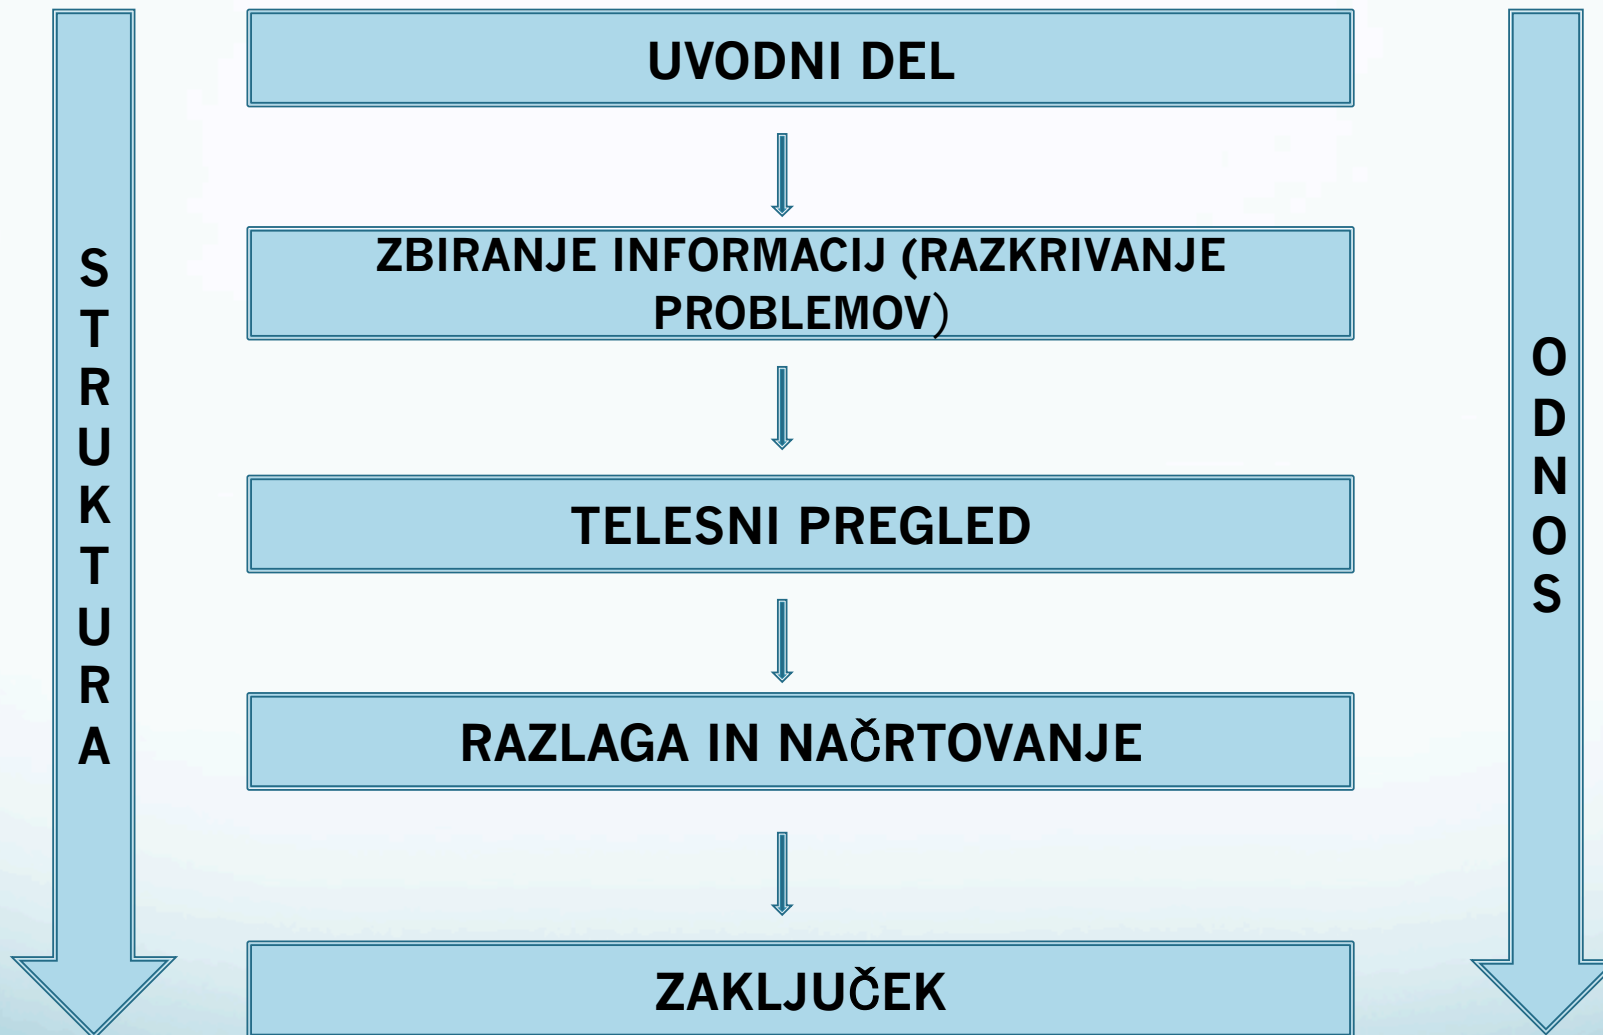 STRUKTURA
UVODNI DEL
ZBIRANJE INFORMACIJ (RAZKRIVANJE
PROBLEMOV)
TELESNI PREGLED
RAZLAGA IN NAČRTOVANJE
ZAKLJUČEK
ODNOS